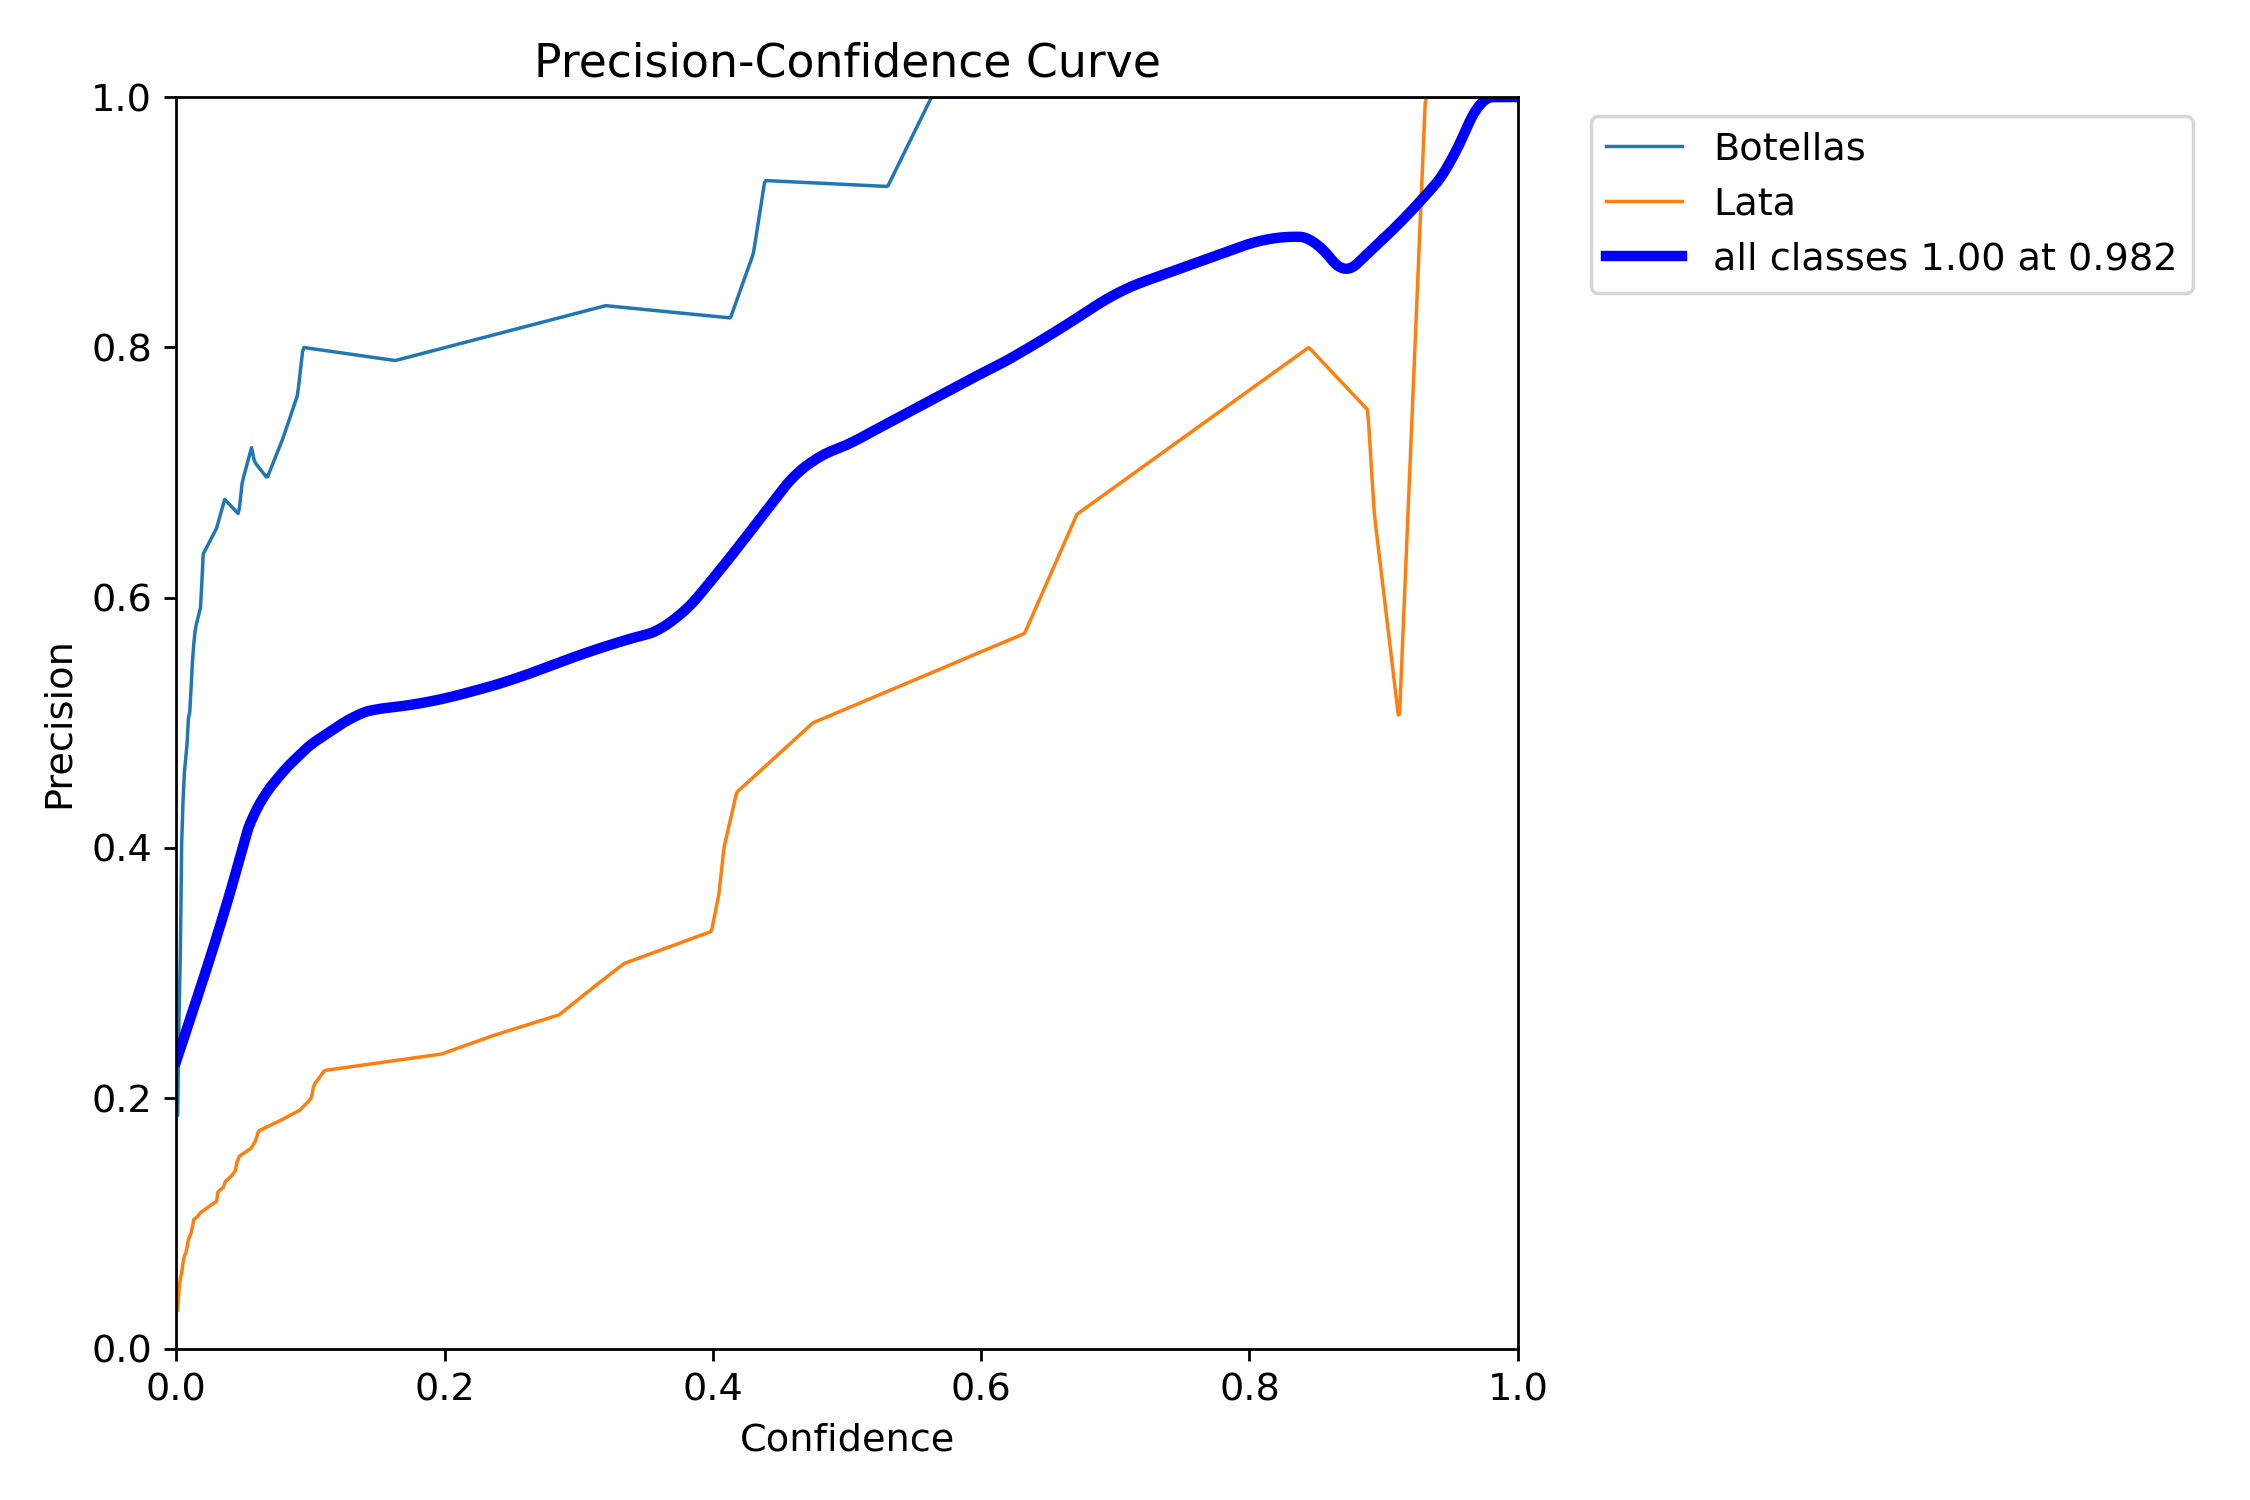 Precision-Confidence Curve
1.0
0.8
0.6
0.4
0.2
0.0
Precision
0.0 0.2 0.4 0.6 0.8 1.0
Confidence
Botellas
Lata
all classes 1.00 at 0.982